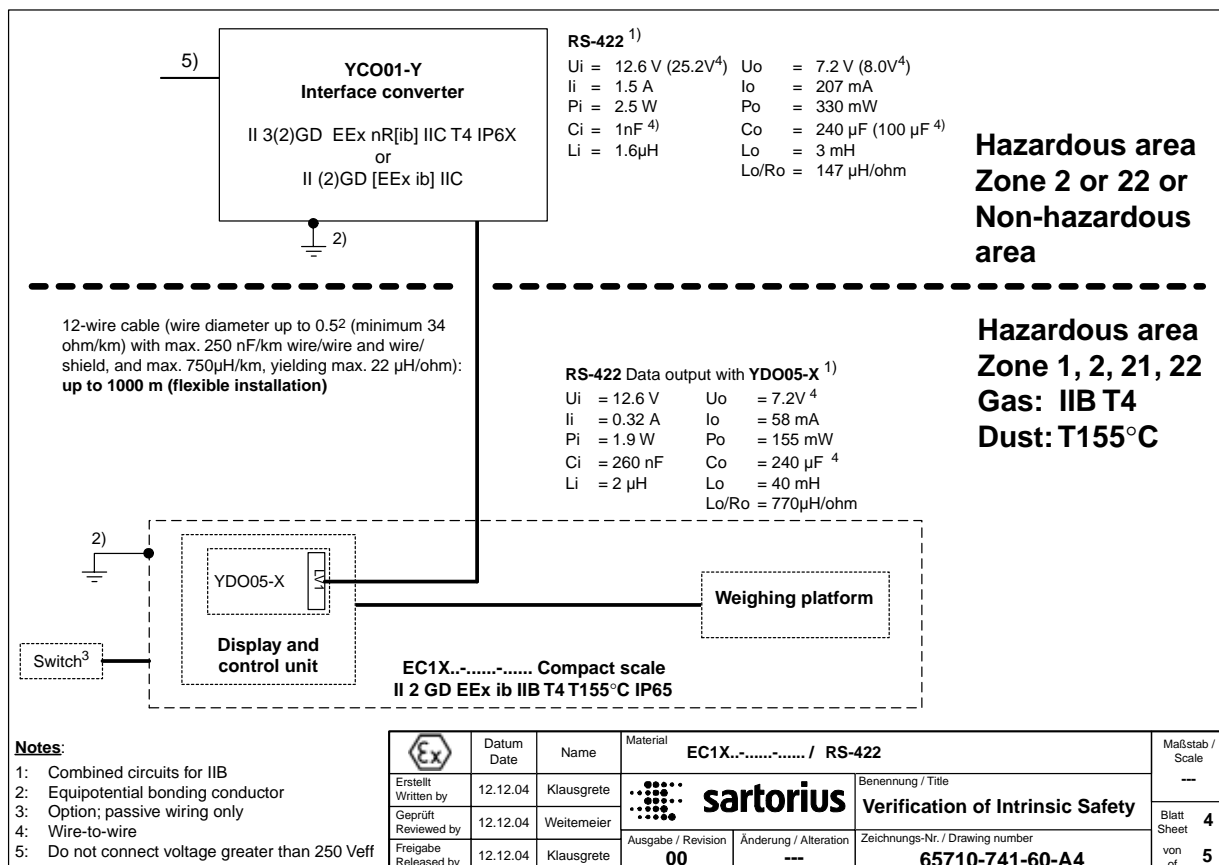 5)
YCO01-Y
Interface converter
II 3(2)GD EEx nR[ib] IIC T4 IP6X
or
II (2)GD [EEx ib] IIC
2)
RS-422 1)
Ui = 12.6 V (25.2V4) Uo = 7.2 V (8.0V4)
Ii = 1.5 A Io = 207 mA
Pi = 2.5 W Po = 330 mW
Ci = 1nF 4) Co = 240 µF (100 µF 4)
Li = 1.6µH Lo = 3 mH
Lo/Ro = 147 µH/ohm
Hazardous area
Zone 2 or 22 or
Non-hazardous
area
12-wire cable (wire diameter up to 0.5² (minimum 34
ohm/km) with max. 250 nF/km wire/wire and wire/
shield, and max. 750µH/km, yielding max. 22 µH/ohm):
up to 1000 m (flexible installation)
RS-422 Data output with YDO05-X 1)
Ui = 12.6 V Uo = 7.2V 4
Ii = 0.32 A Io = 58 mA
Pi = 1.9 W Po = 155 mW
Ci = 260 nF Co = 240 µF 4
Li = 2 µH Lo = 40 mH
Lo/Ro = 770µH/ohm
Hazardous area
Zone 1, 2, 21, 22
Gas: IIB T4
Dust: T155°C
2)
YDO05-X
LV1
Display and
control unit
Weighing platform
Switch3
EC1X..-......-...... Compact scale
II 2 GD EEx ib IIB T4 T155°C IP65
Notes:
1: Combined circuits for IIB
2: Equipotential bonding conductor
3: Option; passive wiring only
4: Wire-to-wire
5: Do not connect voltage greater than 250 Veff
Ex
Datum
Date
Name
Material
EC1X..-......-...... / RS-422
Maßstab /
Scale
---
Erstellt
Written by
12.12.04
Klausgrete
sartorius
Benennung / Title
Verification of Intrinsic Safety
Geprüft
Reviewed by
12.12.04
Weitemeier
Blatt
Sheet
4
Freigabe
Released by
12.12.04
Klausgrete
Ausgabe / Revision
00
Änderung / Alteration
---
Zeichnungs-Nr. / Drawing number
65710-741-60-A4
von
of
5